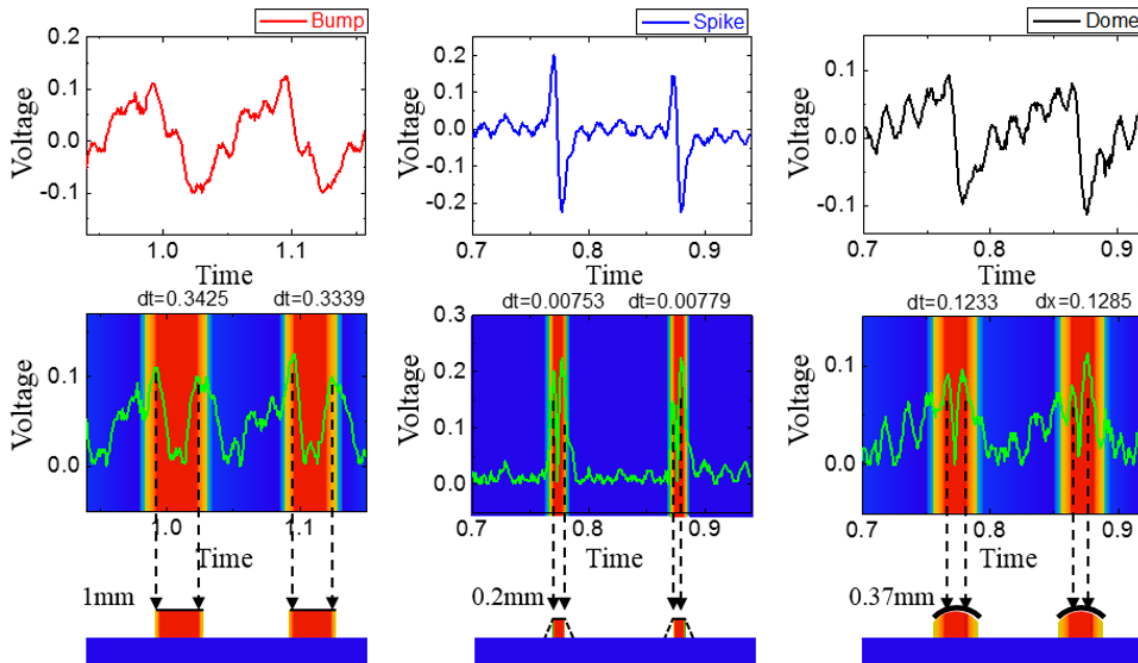 Bump
Spike
Dome
0.2
0.1
0.0
-0.1
Voltage
1.0
1.1
Time
0.2
0.1
0.0
-0.1
-0.2
Voltage
0.7
0.8
0.9
Time
0.1
0.0
-0.1
Voltage
0.7
0.8
0.9
Time
dt=0.3425
dt=0.3339
0.1
0.0
Voltage
1.0
1.1
Time
dt=0.00753
dt=0.00779
0.3
0.2
0.1
0.0
Voltage
0.7
0.8
0.9
Time
dt=0.1233
dx=0.1285
0.1
0.0
Voltage
0.7
0.8
0.9
Time
1mm
0.2mm
0.37mm